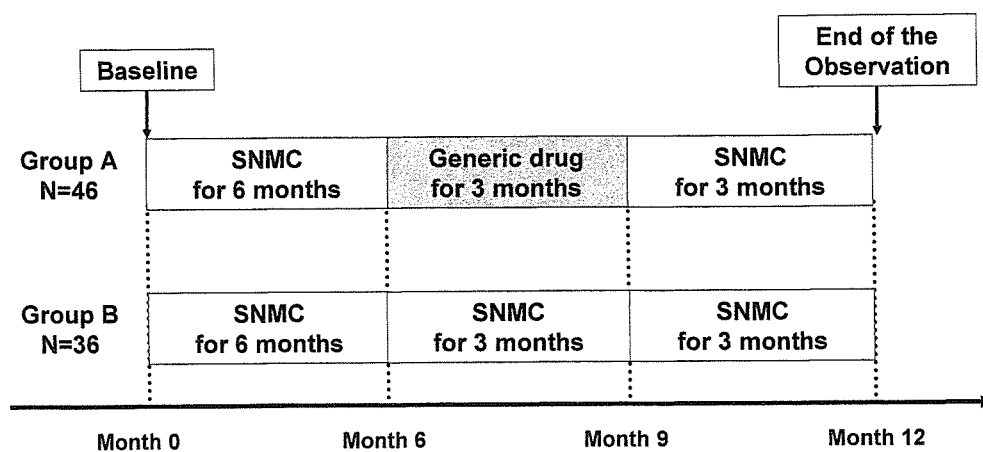 Baseline
End of the
Observation
Group A
N=46
SNMC
for 6 months
Generic drug
for 3 months
SNMC
for 3 months
Group B
N=36
SNMC
for 6 months
SNMC
for 3 months
SNMC
for 3 months
Month 0
Month 6
Month 9
Month 12